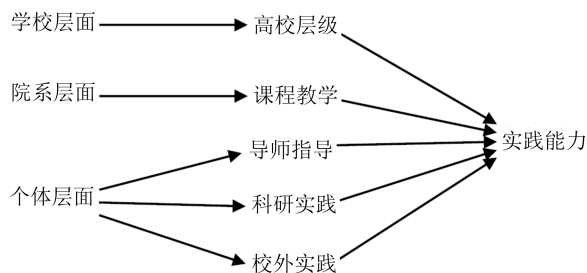 学校层面
高校层级
院系层面
课程教学
导师指导
实践能力
个体层面
科研实践
校外实践